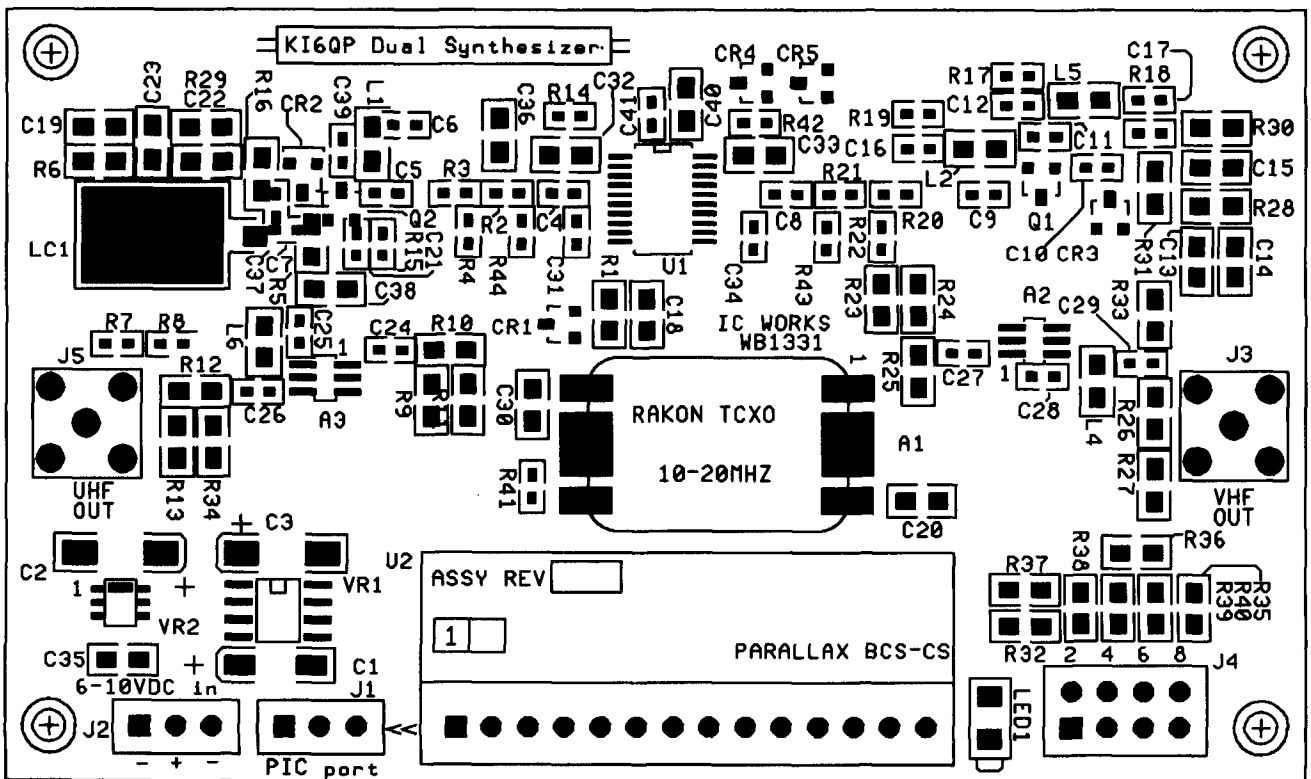 KI6QP Dual Synthesizer
CR4 CR5
C17
C23
R29
C22
R16
CR2
C39
L1
C36
R14
C32
C41
C40
R17
L5
R18
C12
C19
C6
R42
R19
R30
R6
C33
C16
C11
C15
C5
R3
R21
L2
LC1
Q2
R2
C4
C8
R20
C9
Q1
R28
C37
R5
R15
C21
R4
R44
C31
U1
C34
R43
R22
C10
CR3
R31
C13
C14
C38
R1
C18
R23
R24
A2
C29
R33
CR1
IC WORKS
WB1331
R7
R8
L6
C25
1
C24
R10
1
R25
C27
1
C28
L4
J5
J3
R12
C26
A3
R9
C30
RAKON TCXO
A1
R26
10-20MHZ
R41
R27
UHF
OUT
R13
R34
VHF
OUT
C20
C2
+
C3
+
VR1
U2
ASSY REV
R36
R37
R38
R39
R40
R35
1
VR2
1
PARALLAX BCS-CS
R32
2 4 6 8
J4
C35
+
C1
6-10VDC in
J1
J2
- + -
PIC port
<<
LED1